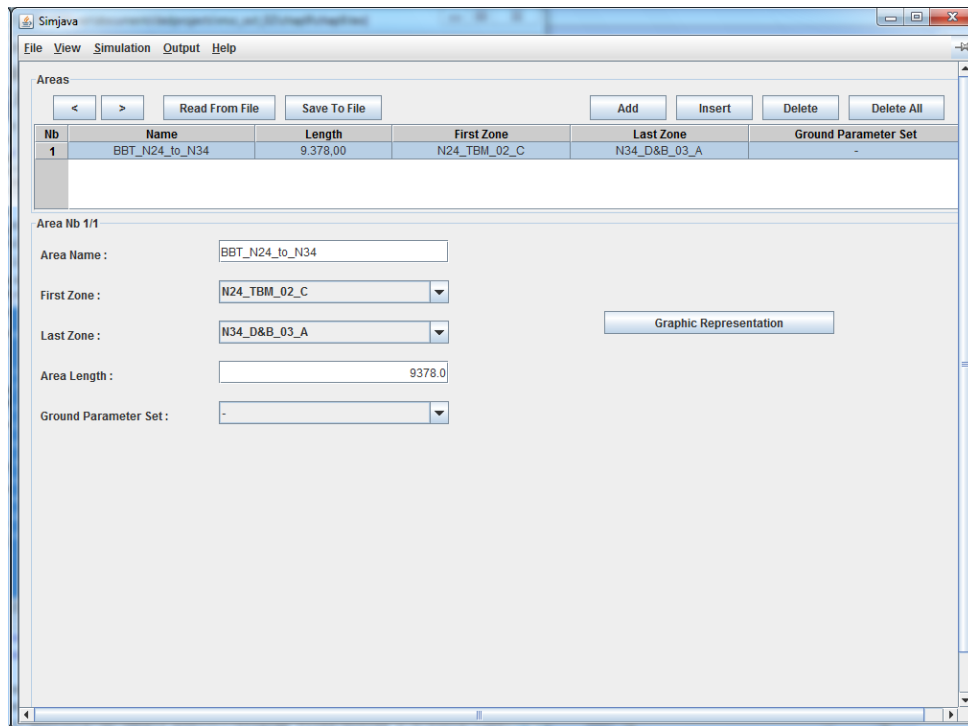 Simjava
File View Simulation Output Help
Areas
< > Read From File Save To File Add Insert Delete Delete All
Nb Name Length First Zone Last Zone Ground Parameter Set
1 BBT_N24_to_N34 9.378,00 N24_TBM_02_C N34_D&B_03_A -
Area Nb 1/1
Area Name : BBT_N24_to_N34
First Zone : N24_TBM_02_C
Graphic Representation
Last Zone : N34_D&B_03_A
Area Length : 9378.0
Ground Parameter Set : -